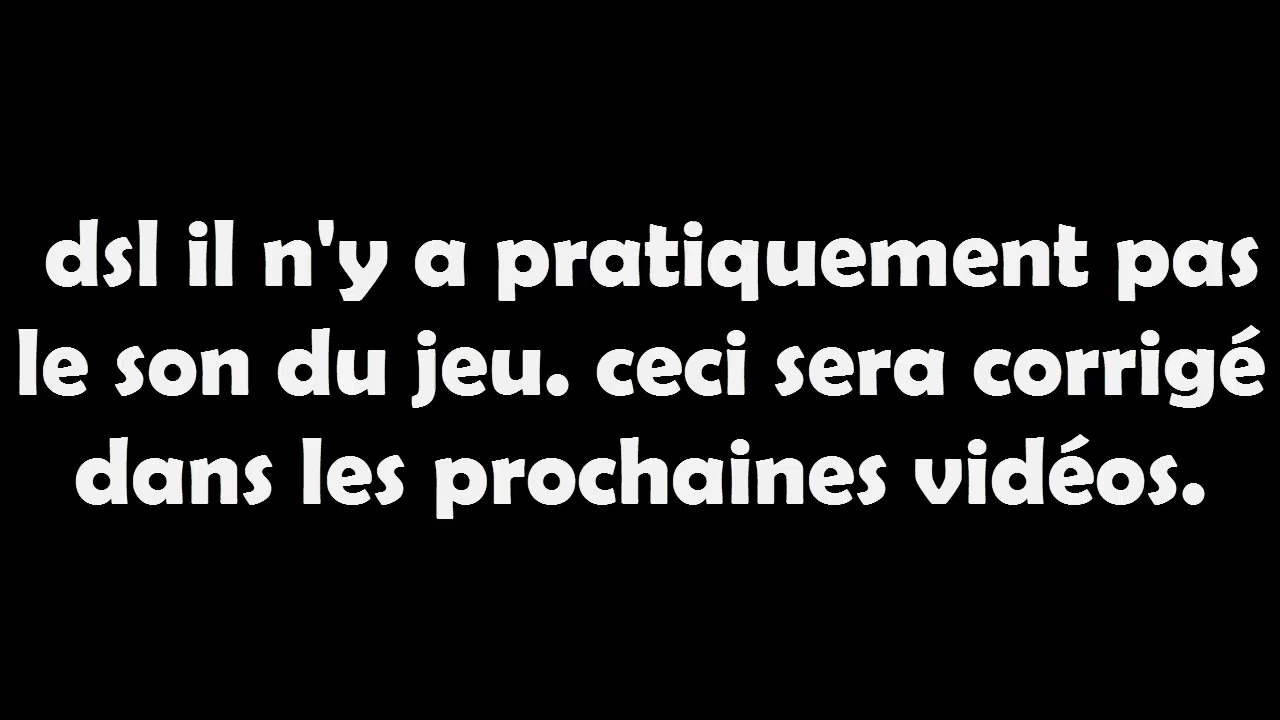 dsl il n'y a pratiquement pas
le son du jeu. ceci sera corrigé
dans les prochaines vidéos.